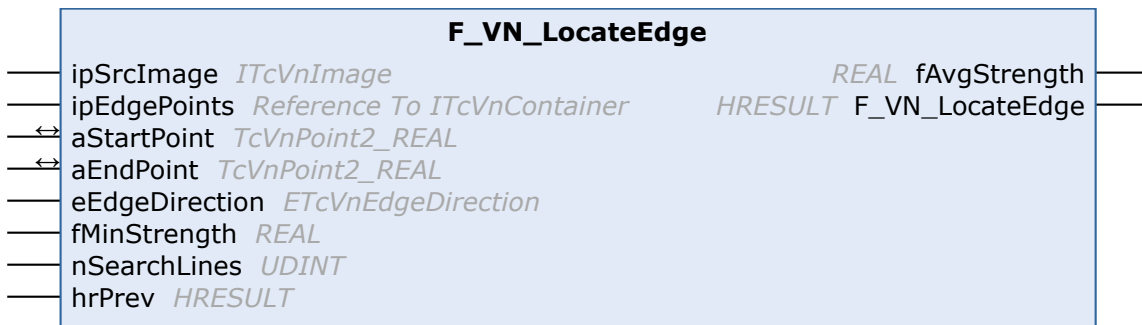 F_VN_LocateEdge
ipSrcImage ITcVnImage REAL fAvgStrength
ipEdgePoints Reference To ITcVnContainer HRESULT F_VN_LocateEdge
aStartPoint TcVnPoint2_REAL
aEndPoint TcVnPoint2_REAL
eEdgeDirection ETcVnEdgeDirection
fMinStrength REAL
nSearchLines UDINT
hrPrev HRESULT